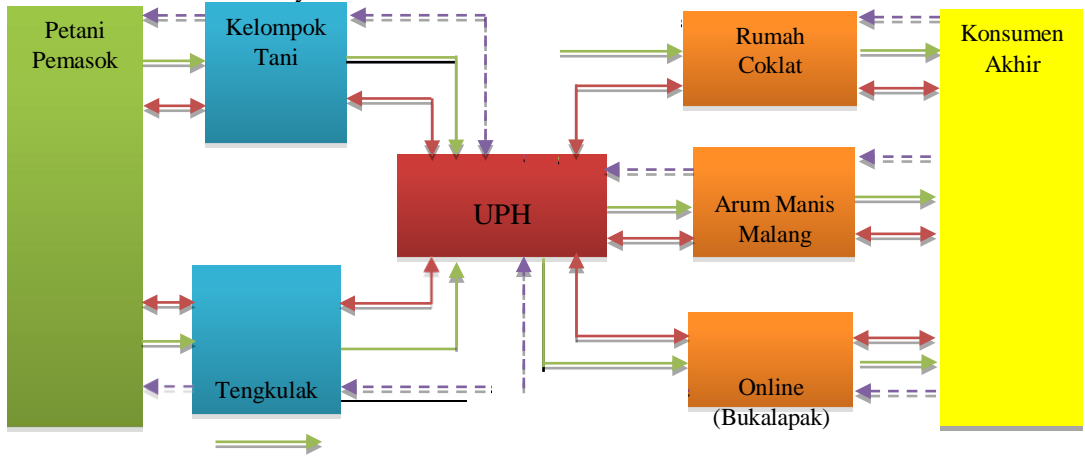 Petani
Pemasok
Kelompok
Tani
Rumah
Coklat
Konsumen
Akhir
UPH
Arum Manis
Malang
Tengkulak
Online
(Bukalapak)